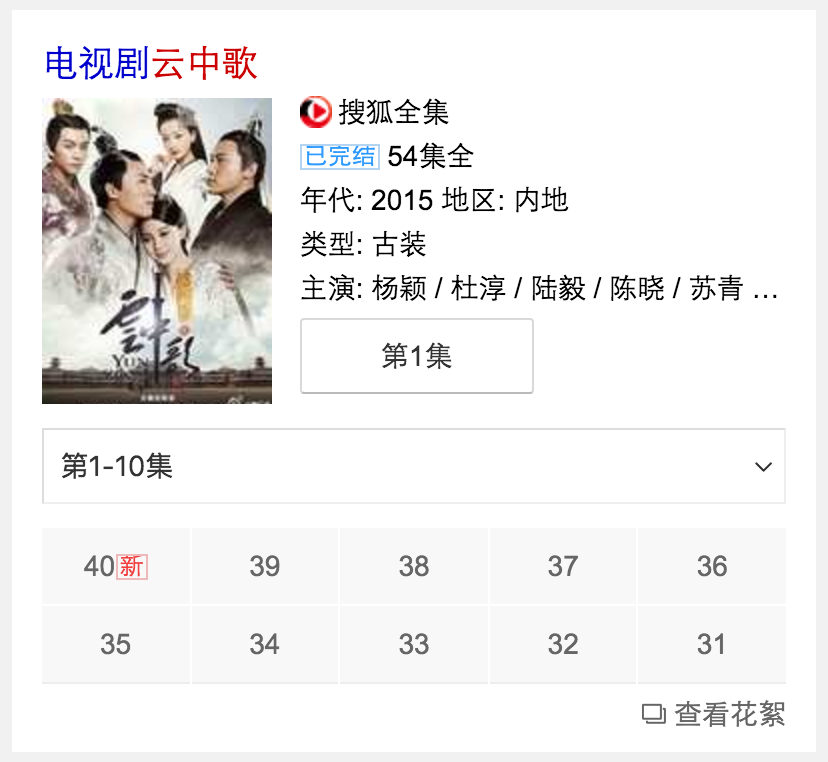 电视剧云中歌
搜狐全集
已完结 54集全
年代: 2015 地区: 内地
类型: 古装
主演: 杨颖 / 杜淳 / 陆毅 / 陈晓 / 苏青 ...
雲中歌
YUN
第1集
第1-10集
40新 39 38 37 36
35 34 33 32 31
查看花絮